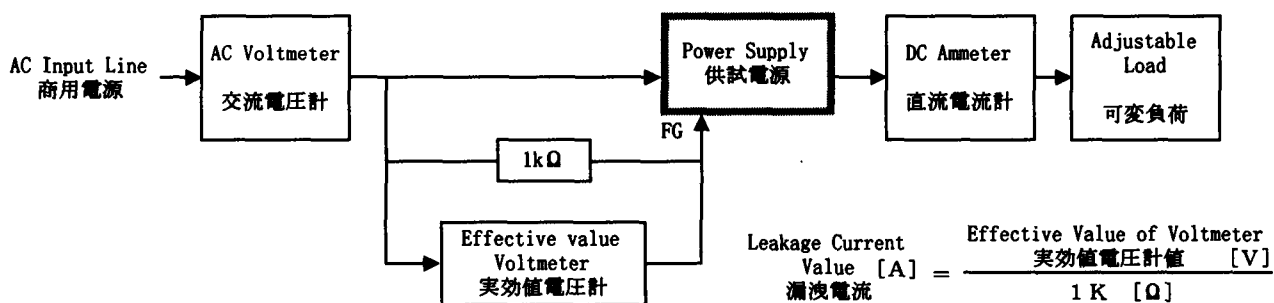 AC Input Line
商用電源
AC Voltmeter
交流電圧計
Power Supply
供試電源
DC Ammeter
直流電流計
Adjustable
Load
可変負荷
FG
1kΩ
Effective value
Voltmeter
実効値電圧計
Leakage Current
Value [A] =
漏洩電流
Effective Value of Voltmeter
実効値電圧計値 [V]
1 K [Ω]